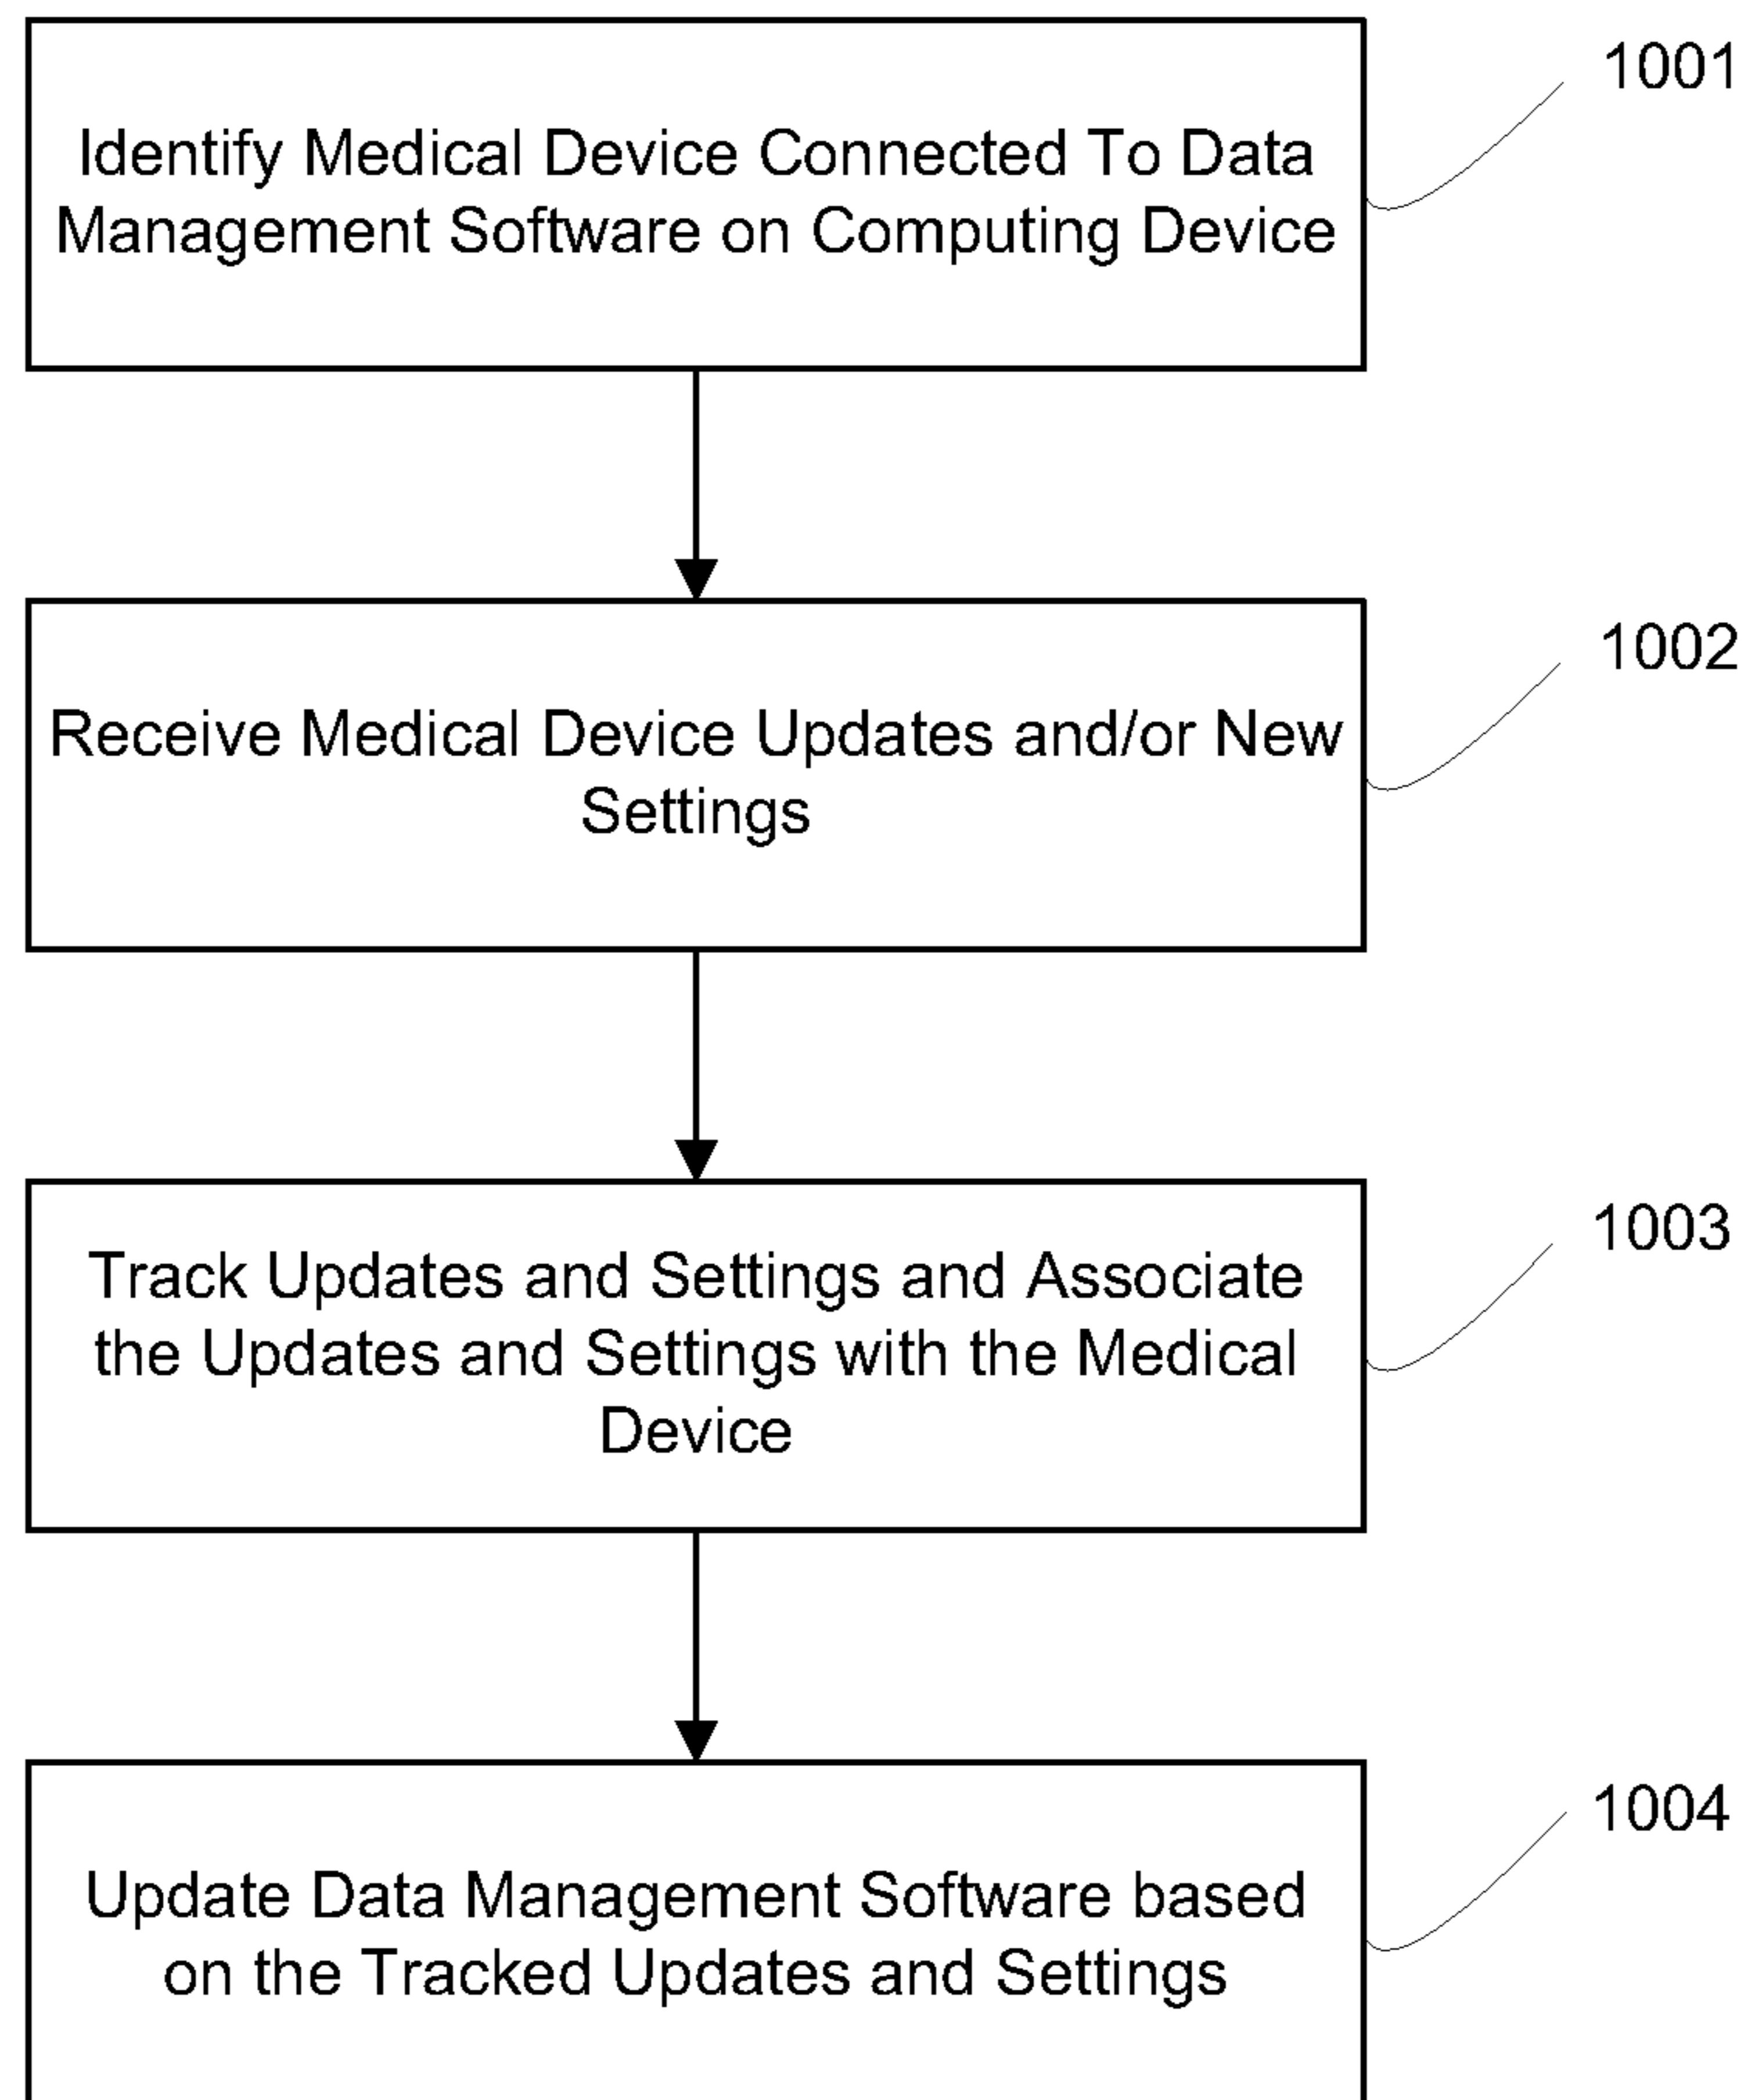 1001
Identify Medical Device Connected To Data
Management Software on Computing Device
1002
Receive Medical Device Updates and/or New
Settings
1003
Track Updates and Settings and Associate
the Updates and Settings with the Medical
Device
1004
Update Data Management Software based
on the Tracked Updates and Settings